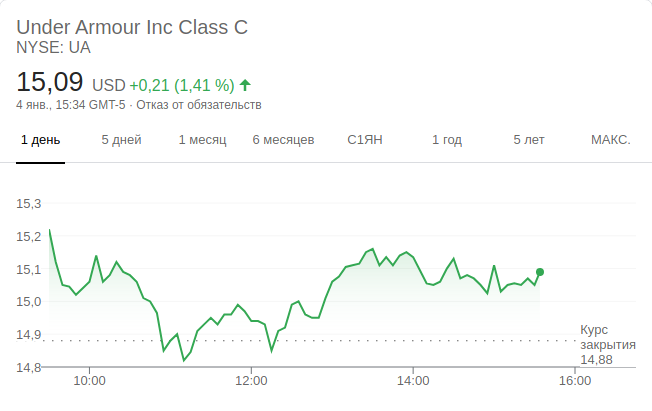 Under Armour Inc Class C
NYSE: UA
15,09 USD +0,21 (1,41 %)
4 янв., 15:34 GMT-5 · Отказ от обязательств
1 день 5 дней 1 месяц 6 месяцев С1ЯН 1 год 5 лет МАКС.
15,3
15,2
15,1
15,0
14,9
14,8
Курс
закрытия
14,88
10:00 12:00 14:00 16:00